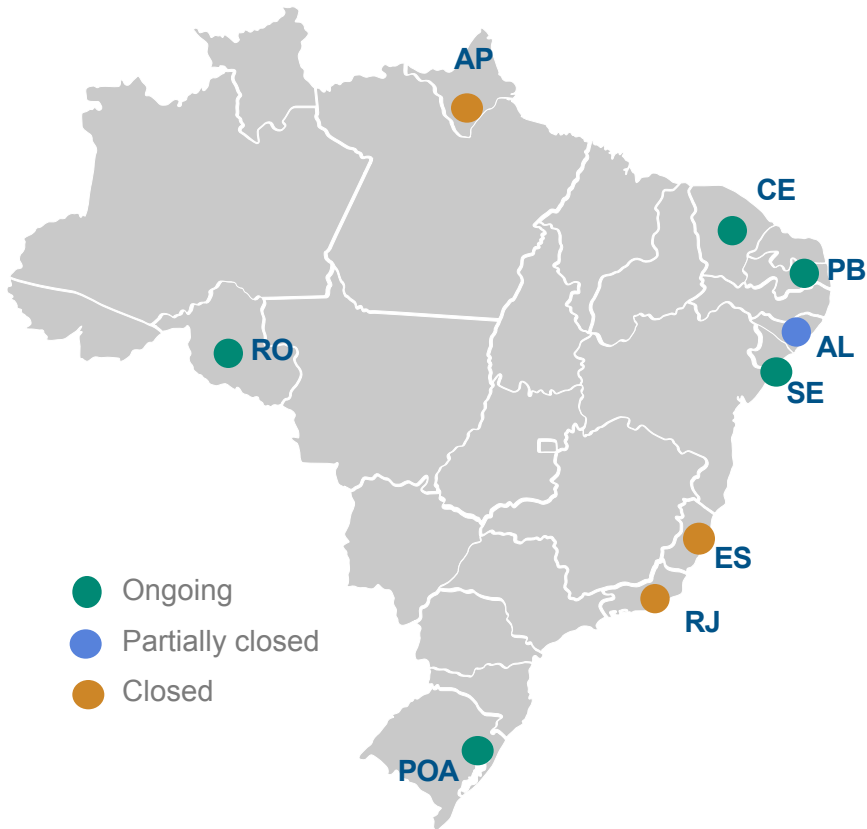 AP
CE
PB
RO
AL
SE
ES
Ongoing
Partially closed
RJ
Closed
POA